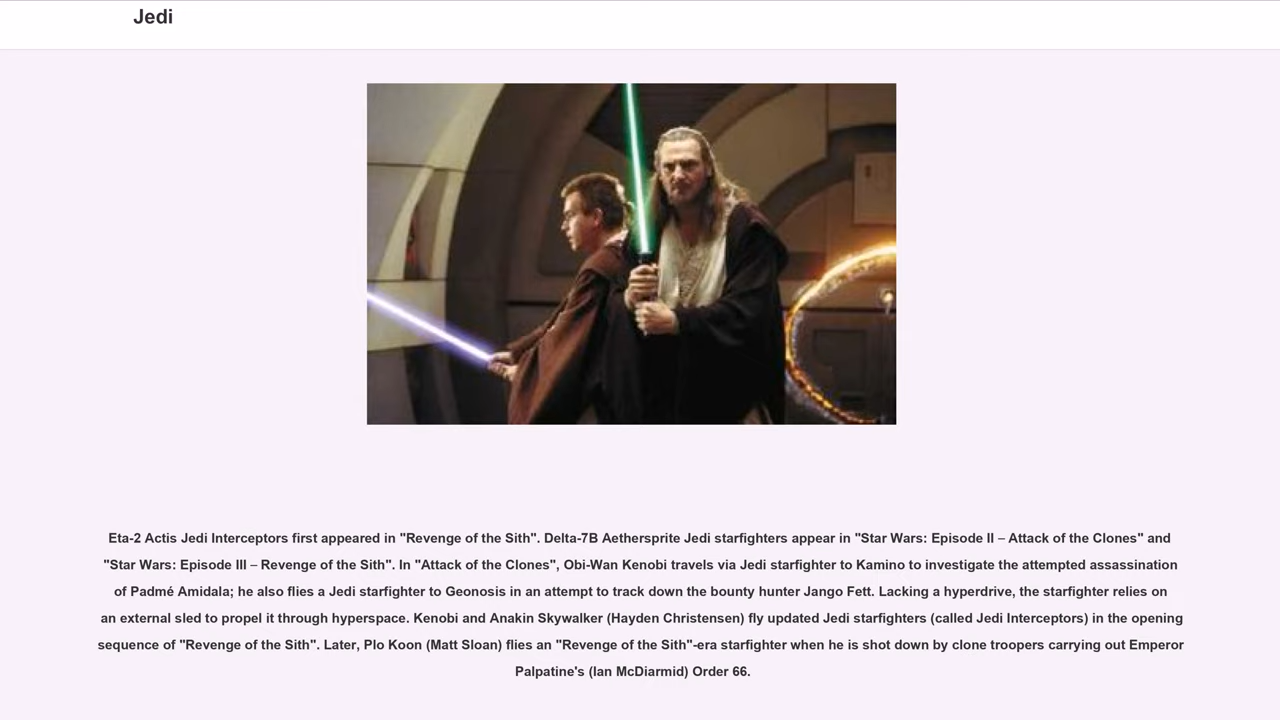 Jedi
Eta-2 Actis Jedi Interceptors first appeared in "Revenge of the Sith". Delta-7B Aethersprite Jedi starfighters appear in "Star Wars: Episode II – Attack of the Clones" and
"Star Wars: Episode III – Revenge of the Sith". In "Attack of the Clones", Obi-Wan Kenobi travels via Jedi starfighter to Kamino to investigate the attempted assassination
of Padmé Amidala; he also flies a Jedi starfighter to Geonosis in an attempt to track down the bounty hunter Jango Fett. Lacking a hyperdrive, the starfighter relies on
an external sled to propel it through hyperspace. Kenobi and Anakin Skywalker (Hayden Christensen) fly updated Jedi starfighters (called Jedi Interceptors) in the opening
sequence of "Revenge of the Sith". Later, Plo Koon (Matt Sloan) flies an "Revenge of the Sith"-era starfighter when he is shot down by clone troopers carrying out Emperor
Palpatine's (Ian McDiarmid) Order 66.